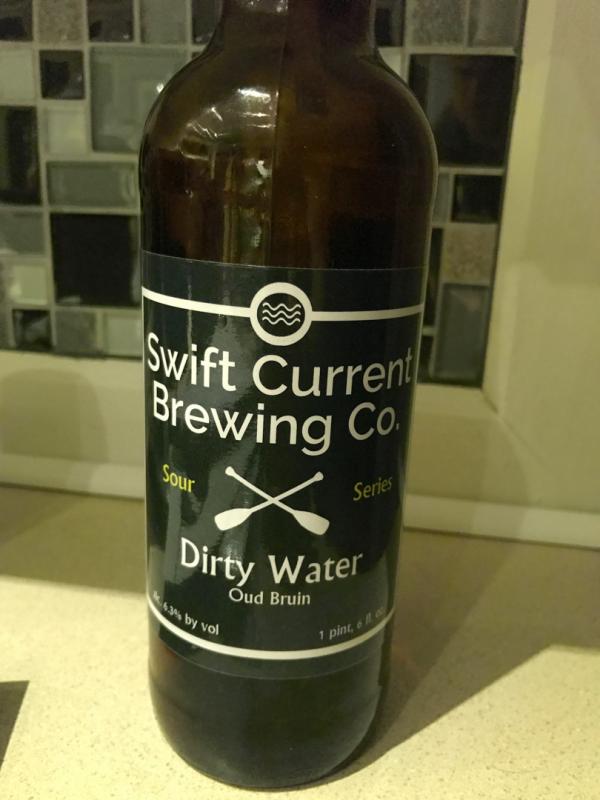 Swift Current
Brewing Co.
Sour Series
Dirty Water
Oud Bruin
alc 6.3% by vol
1 pint, 6 fl. oz